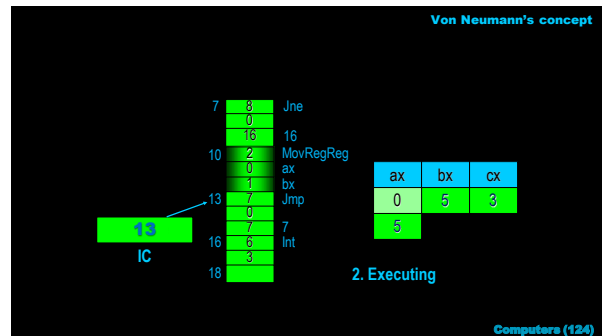 Von Neumann's concept
7 8 Jne
0
16 16
10 2 MovRegReg
0 ax
1 bx
13 7 Jmp
0
7 7
16 6 Int
3
18
13
IC
ax bx cx
0 5 3
5
2. Executing
Computers (124)